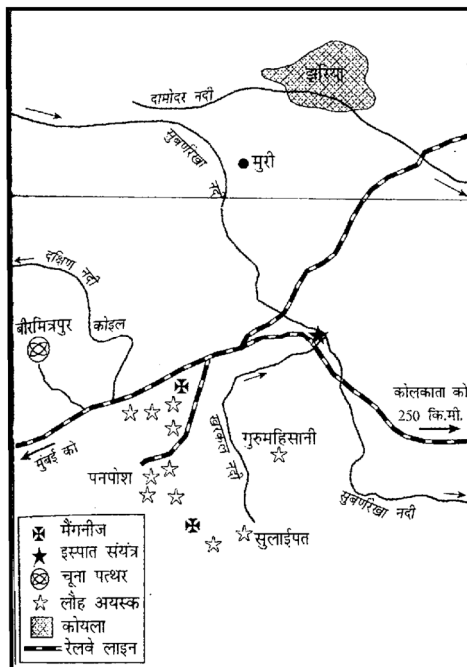 झरिया
दामोदर नदी
सुबर्णरेखा नदी
मुरी
दक्षिण नदी
कोइल
बीरमित्रपुर
कोलकाता को
250 कि.मी.
मुंबई को
गुरुमहिसानी
खरकल नदी
पनपोश
सुबर्णरेखा नदी
सुलाईपत
मैंगनीज
इस्पात संयंत्र
चूना पत्थर
लौह अयस्क
कोयला
रेलवे लाइन